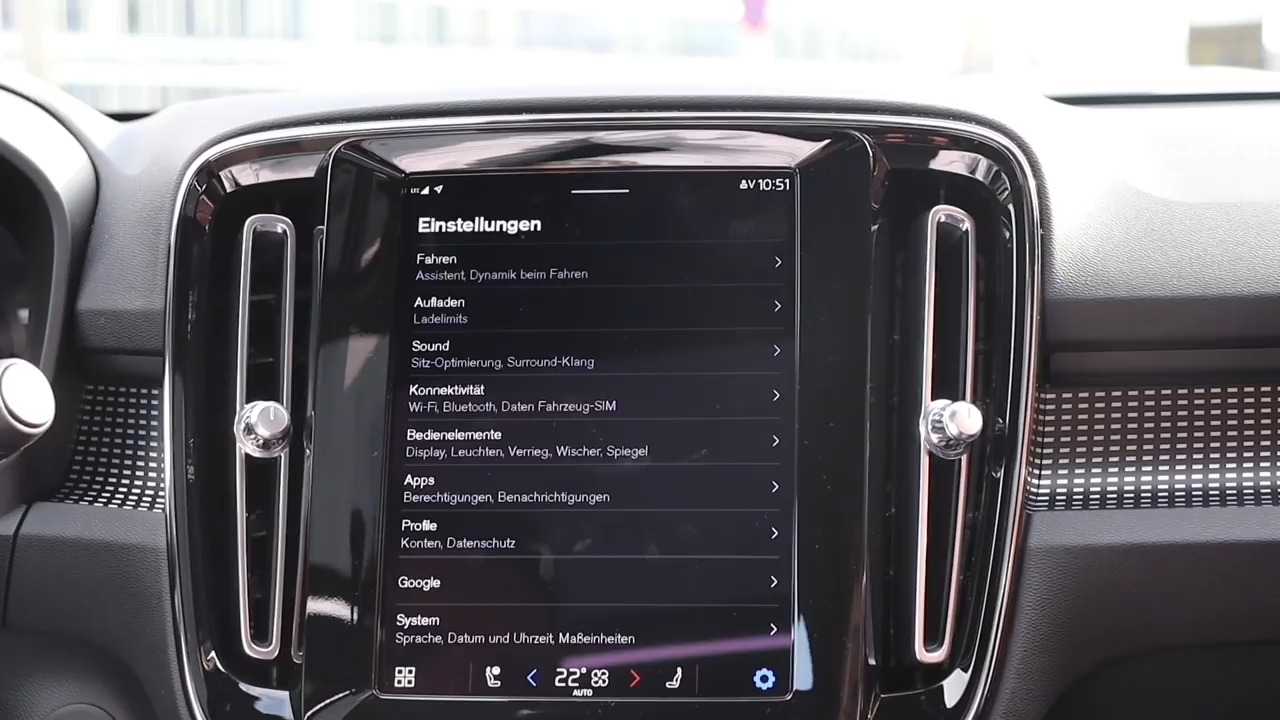 LTE
10:51
Einstellungen
Fahren
Assistent, Dynamik beim Fahren
Aufladen
Ladelimits
Sound
Sitz-Optimierung, Surround-Klang
Konnektivität
Wi-Fi, Bluetooth, Daten Fahrzeug-SIM
Bedienelemente
Display, Leuchten, Verrieg., Wischer, Spiegel
Apps
Berechtigungen, Benachrichtigungen
Profile
Konten, Datenschutz
Google
System
Sprache, Datum und Uhrzeit, Maßeinheiten
22°
AUTO